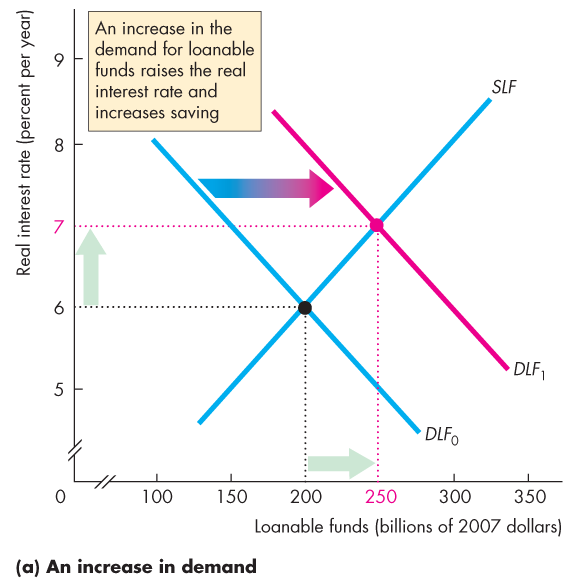 An increase in the
demand for loanable
funds raises the real
interest rate and
increases saving
Real interest rate (percent per year)
9
8
7
6
5
0
SLF
DLF₁
DLF₀
100 150 200 250 300 350
Loanable funds (billions of 2007 dollars)
(a) An increase in demand